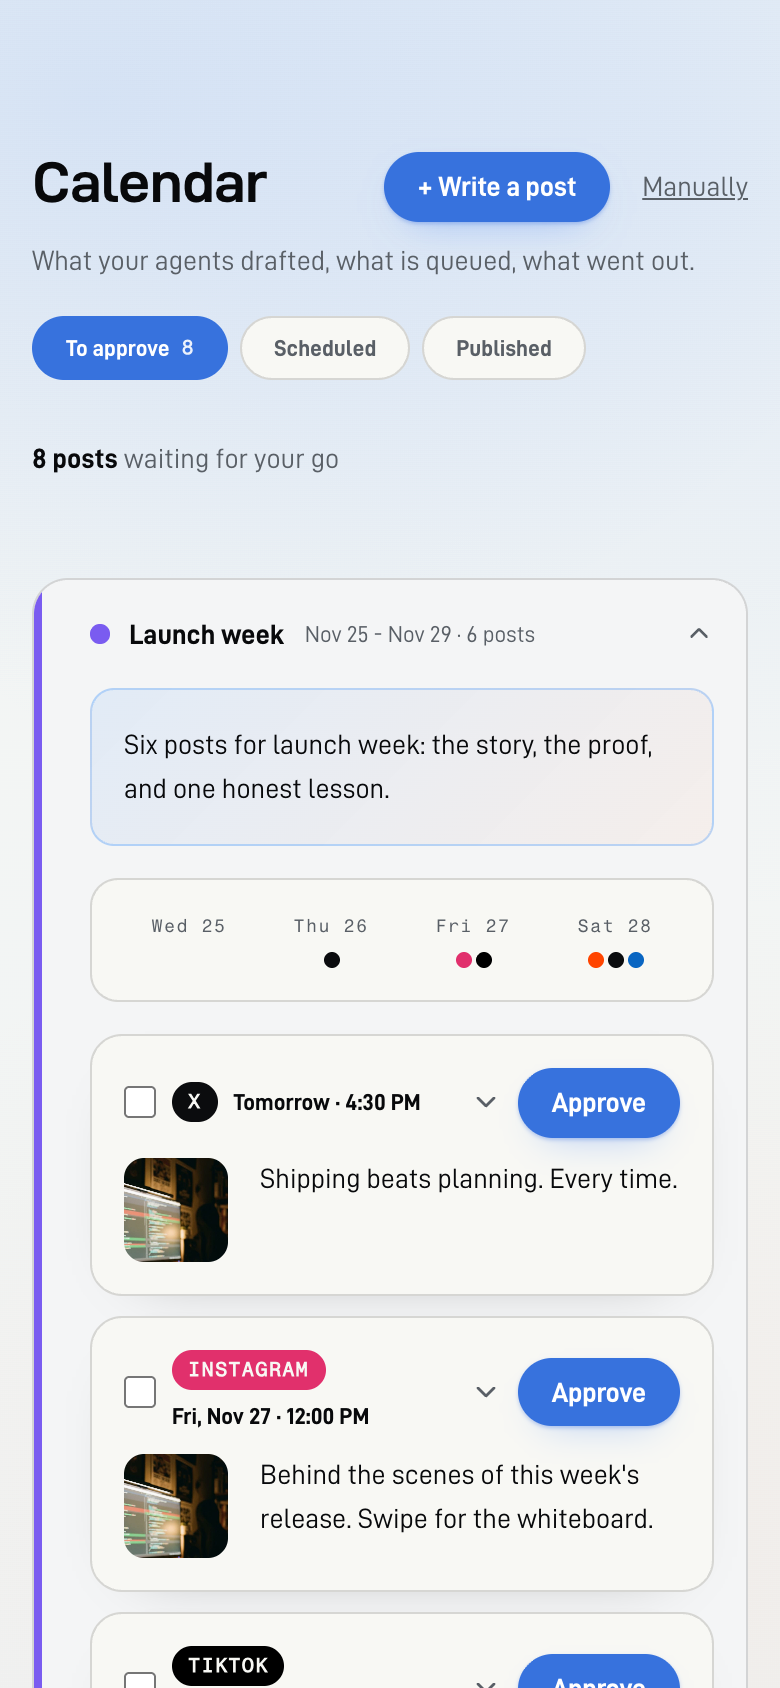 Calendar
+ Write a post
Manually
What your agents drafted, what is queued, what went out.
To approve 8
Scheduled
Published
8 posts waiting for your go
Launch week
Nov 25 - Nov 29 · 6 posts
Six posts for launch week: the story, the proof,
and one honest lesson.
Wed 25
Thu 26
Fri 27
Sat 28
X
Tomorrow · 4:30 PM
Approve
Shipping beats planning. Every time.
INSTAGRAM
Fri, Nov 27 · 12:00 PM
Approve
Behind the scenes of this week's
release. Swipe for the whiteboard.
TIKTOK
Approve